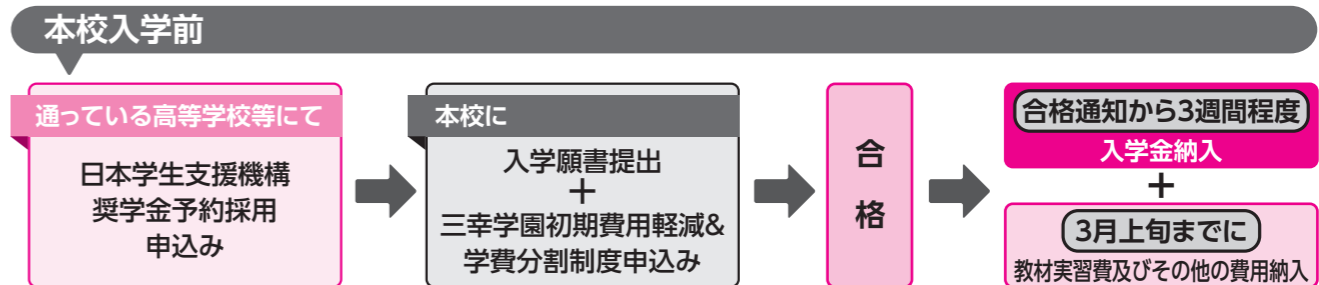 本校入学前
通っている高等学校等にて
日本学生支援機構
奨学金予約採用
申込み
本校に
入学願書提出
＋
三幸学園初期費用軽減&
学費分割制度申込み
合
格
合格通知から3週間程度
入学金納入
＋
3月上旬までに
教材実習費及びその他の費用納入